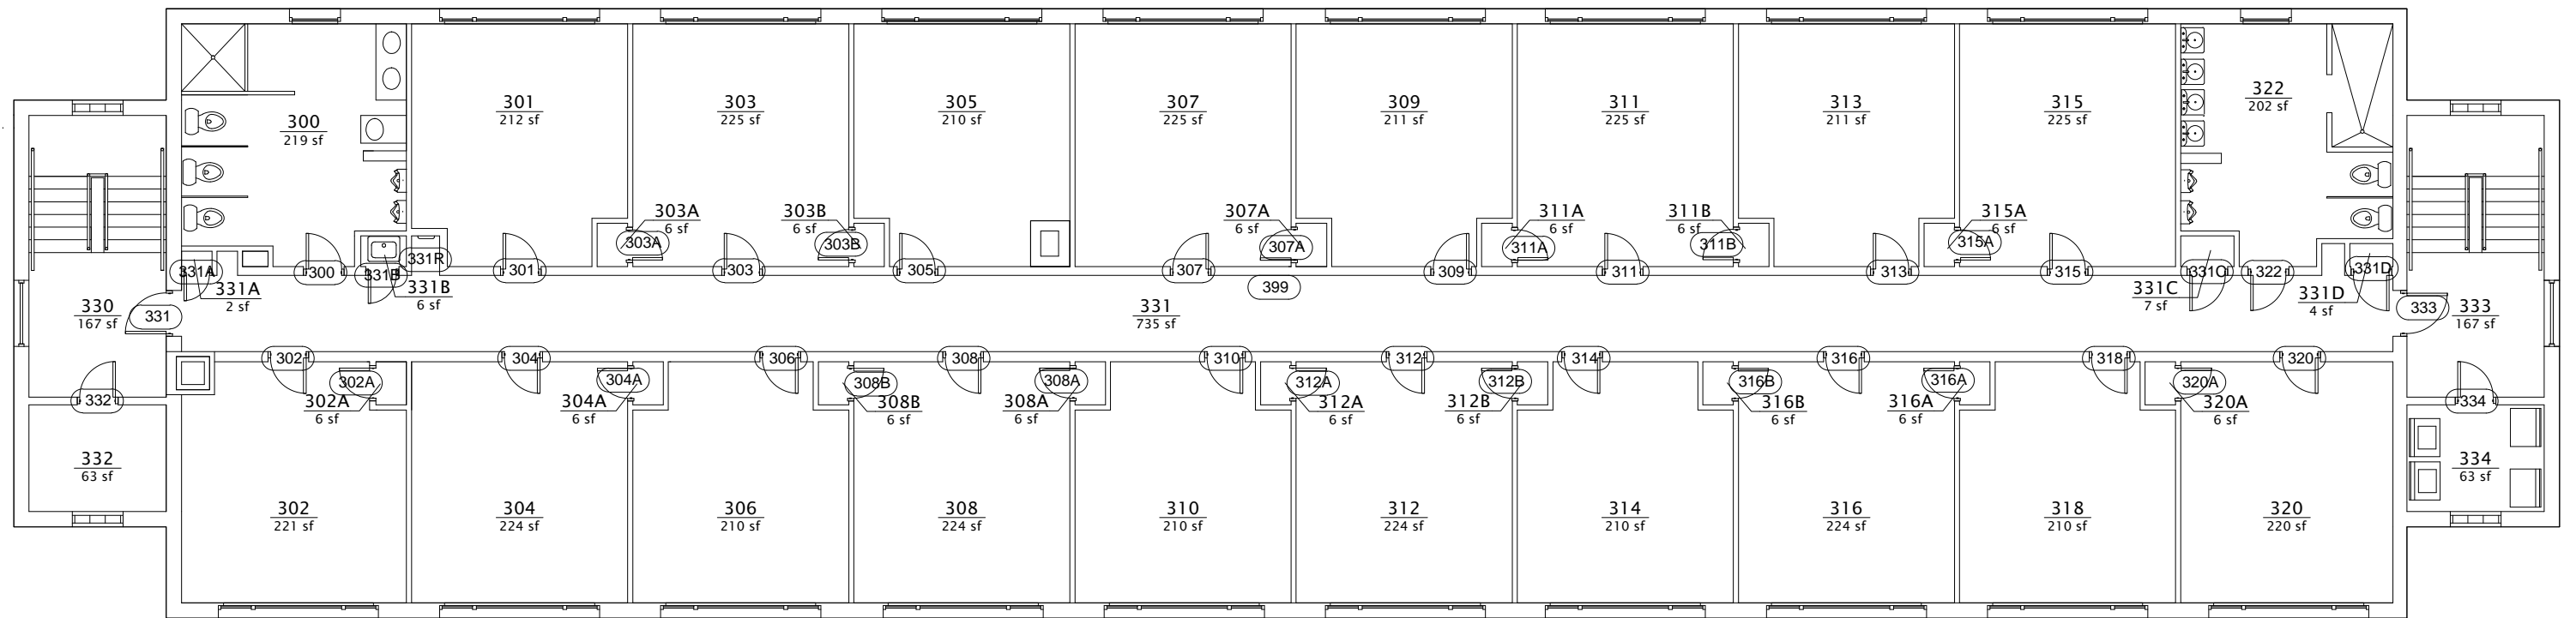 300
219 sf
301
212 sf
303
225 sf
305
210 sf
307
225 sf
309
211 sf
311
225 sf
313
211 sf
315
225 sf
322
202 sf
303A
6 sf
303B
6 sf
307A
6 sf
311A
6 sf
311B
6 sf
315A
6 sf
303A
303B
307A
311A
311B
315A
331A
300
331B
331R
301
303
305
307
309
311
313
315
331C
322
331D
399
331A
2 sf
331B
6 sf
331C
7 sf
331D
4 sf
330
167 sf
331
331
735 sf
333
333
167 sf
302
304
306
308
310
312
314
316
318
320
302A
304A
308B
308A
312A
312B
316B
316A
320A
332
334
302A
6 sf
304A
6 sf
308B
6 sf
308A
6 sf
312A
6 sf
312B
6 sf
316B
6 sf
316A
6 sf
320A
6 sf
332
63 sf
334
63 sf
302
221 sf
304
224 sf
306
210 sf
308
224 sf
310
210 sf
312
224 sf
314
210 sf
316
224 sf
318
210 sf
320
220 sf